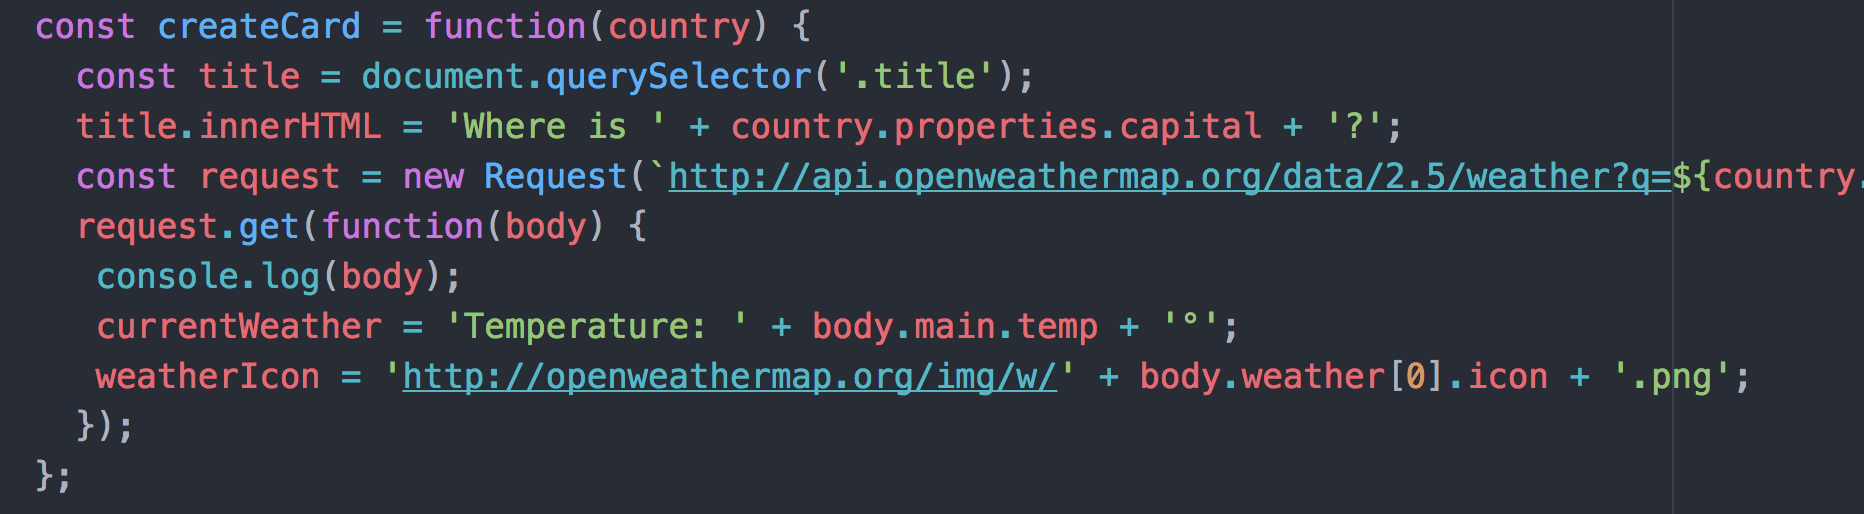 const createCard = function(country) {
const title = document.querySelector('.title');
title.innerHTML = 'Where is ' + country.properties.capital + '?';
const request = new Request(`http://api.openweathermap.org/data/2.5/weather?q=${country.
request.get(function(body) {
console.log(body);
currentWeather = 'Temperature: ' + body.main.temp + '°';
weatherIcon = 'http://openweathermap.org/img/w/' + body.weather[0].icon + '.png';
});
};